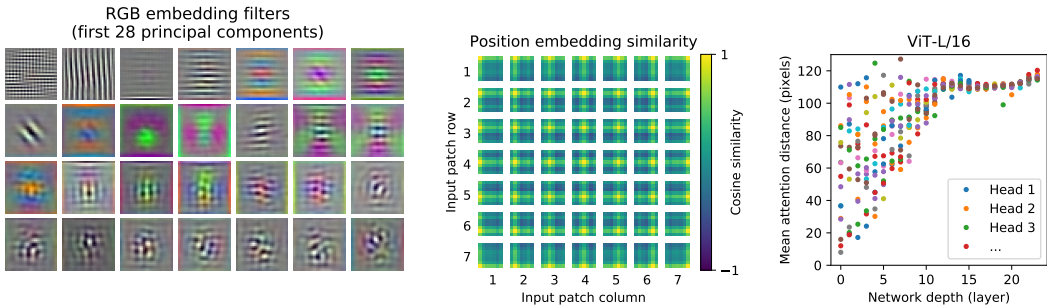 RGB embedding filters
(first 28 principal components)
Position embedding similarity
Input patch row
1
2
3
4
5
6
7
1 2 3 4 5 6 7
Input patch column
1
−1
Cosine similarity
ViT-L/16
Mean attention distance (pixels)
120
100
80
60
40
20
0
Head 1
Head 2
Head 3
...
0 5 10 15 20
Network depth (layer)